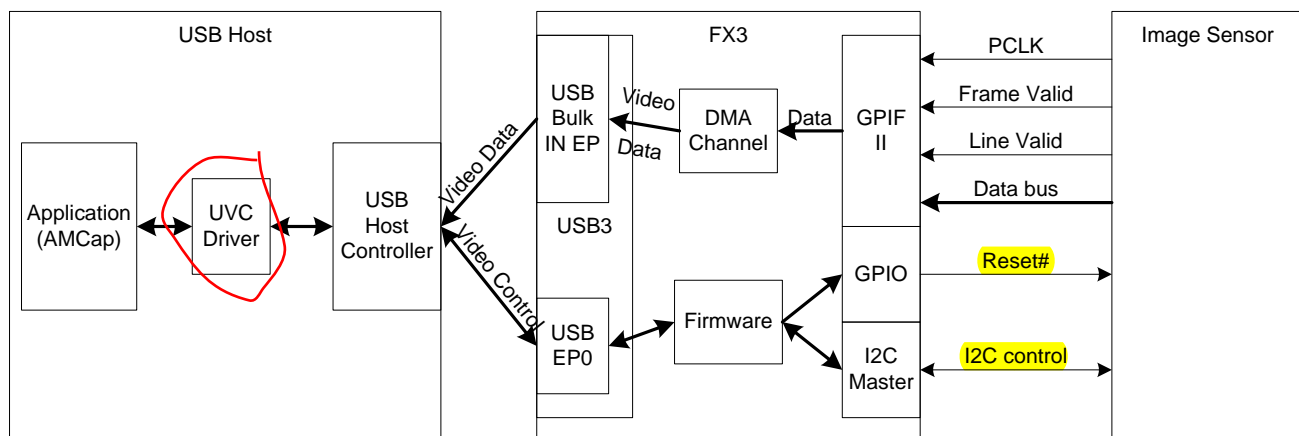 USB Host
FX3
Image Sensor
Application
(AMCap)
UVC
Driver
USB
Host
Controller
Video Data
Video Control
USB
Bulk
IN EP
USB3
USB
EP0
Video
Data
DMA
Channel
Data
Firmware
GPIF
II
GPIO
I2C
Master
PCLK
Frame Valid
Line Valid
Data bus
Reset#
I2C control